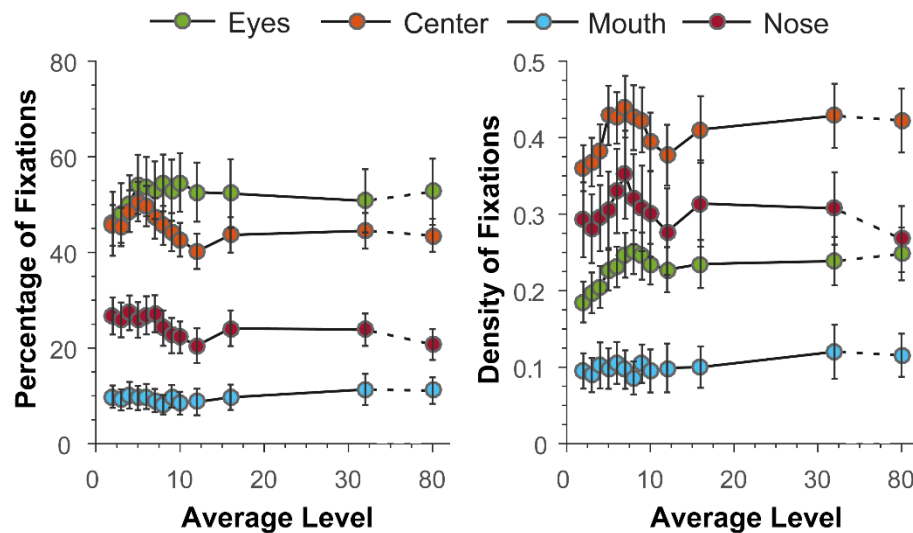 Eyes Center Mouth Nose
Percentage of Fixations
80
60
40
20
0
0 10 20 30 80
Average Level
Density of Fixations
0.5
0.4
0.3
0.2
0.1
0
0 10 20 30 80
Average Level